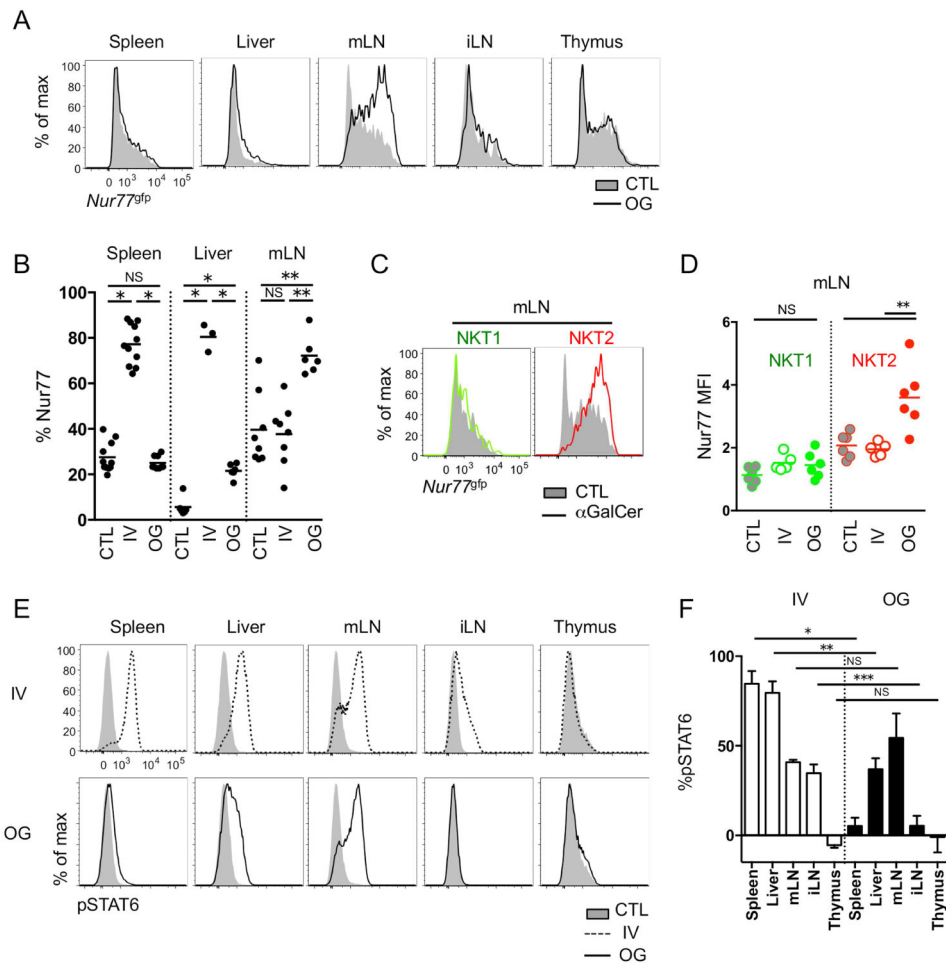 A
Spleen Liver mLN iLN Thymus
% of max
100
80
60
40
20
0
0 10³ 10⁴ 10⁵
Nur77gfp
CTL
OG
B
Spleen Liver mLN
NS * * * * * ** NS **
% Nur77
100
80
60
40
20
0
CTL IV OG CTL IV OG CTL IV OG
C
mLN
NKT1 NKT2
% of max
100
80
60
40
20
0
0 10³ 10⁴ 10⁵
Nur77gfp
CTL
αGalCer
D
mLN
NS **
NKT1 NKT2
Nur77 MFI
6
4
2
0
CTL IV OG CTL IV OG
E
Spleen Liver mLN iLN Thymus
IV
100
80
60
40
20
0
0 10³ 10⁴ 10⁵
OG
% of max
pSTAT6
CTL
IV
OG
F
IV OG
*
**
NS
***
NS
%pSTAT6
100
50
0
Spleen Liver mLN iLN Thymus Spleen Liver mLN iLN Thymus